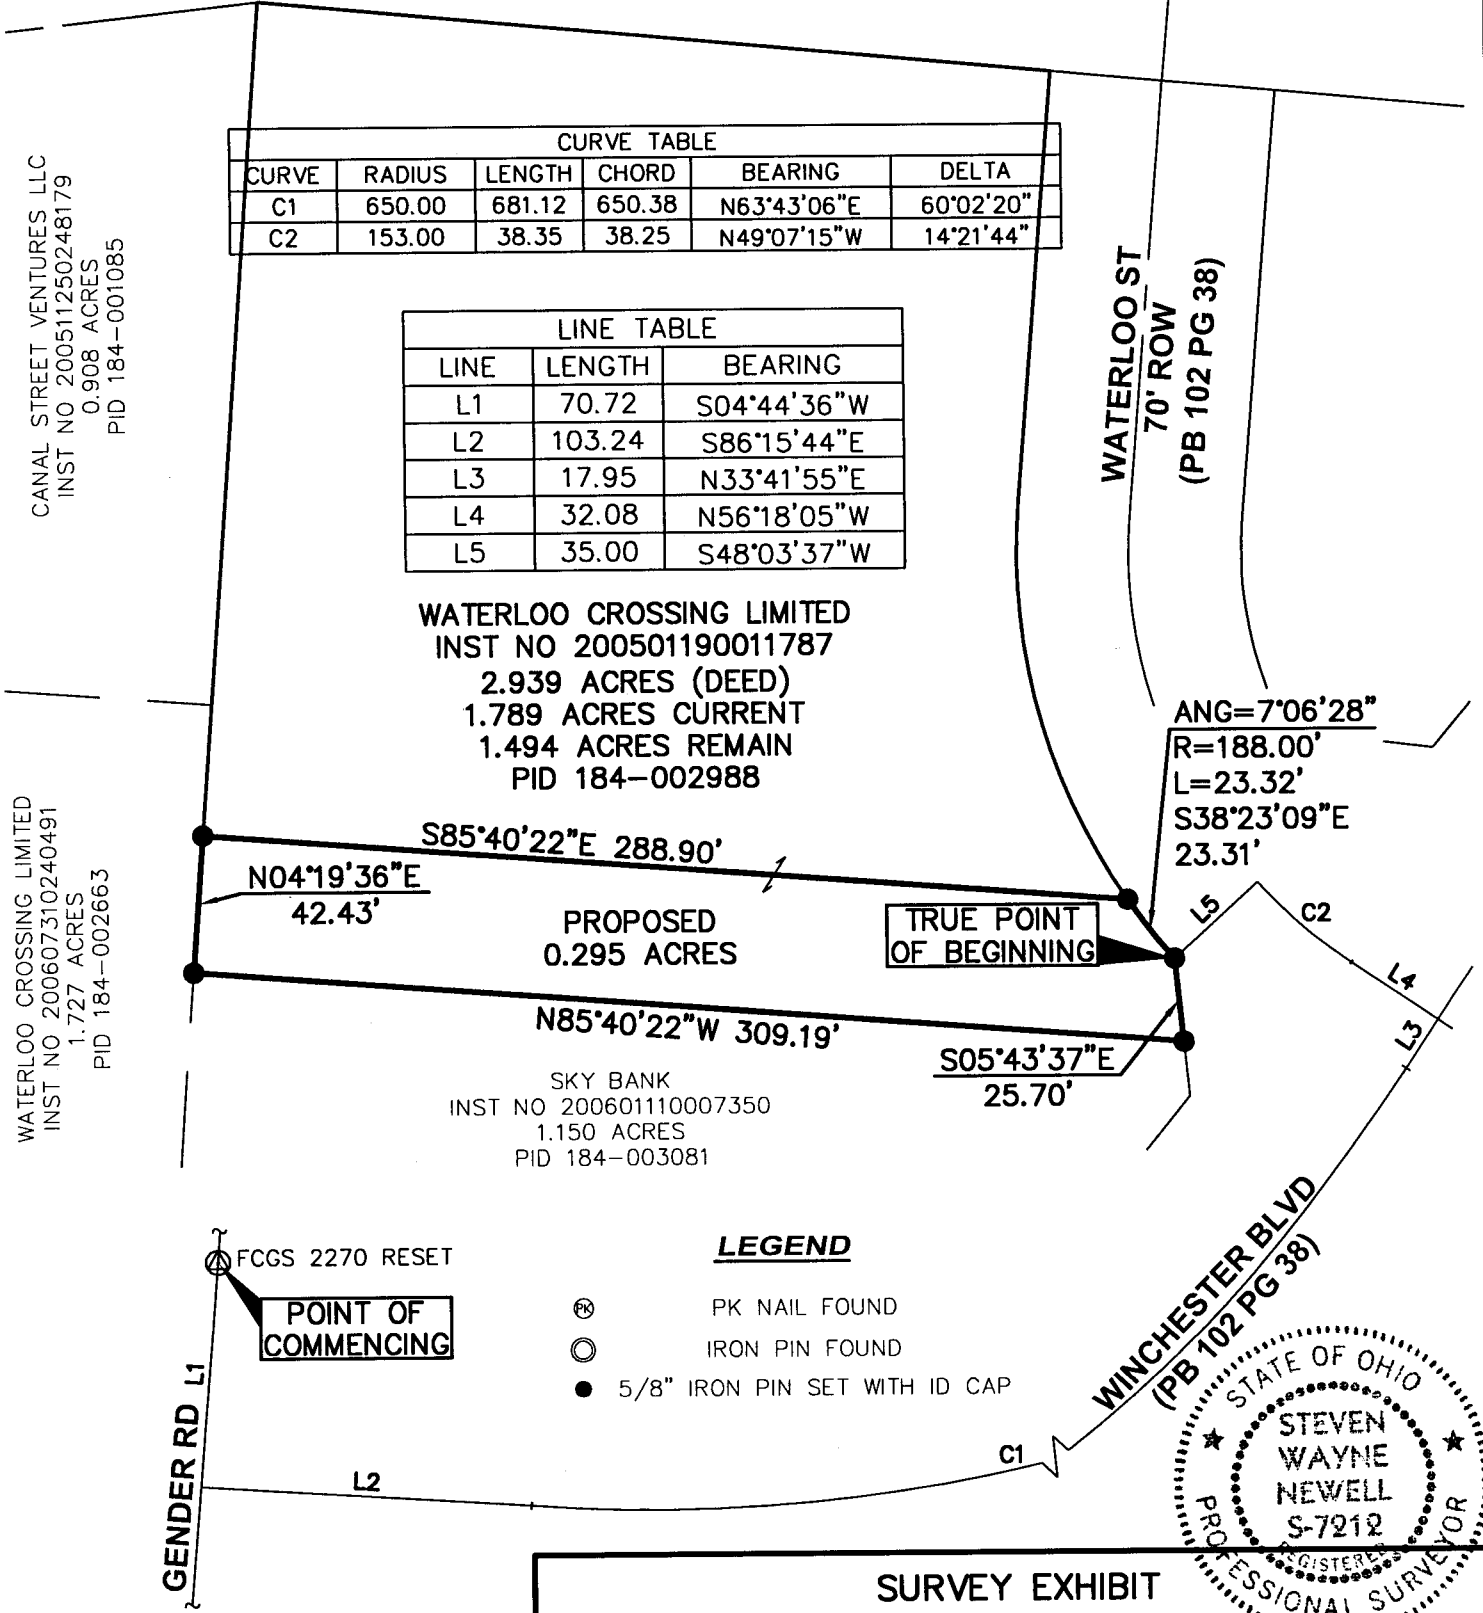 CURVE TABLE
CURVE RADIUS LENGTH CHORD BEARING DELTA
C1 650.00 681.12 650.38 N63°43'06"E 60°02'20"
C2 153.00 38.35 38.25 N49°07'15"W 14°21'44"
LINE TABLE
LINE LENGTH BEARING
L1 70.72 S04°44'36"W
L2 103.24 S86°15'44"E
L3 17.95 N33°41'55"E
L4 32.08 N56°18'05"W
L5 35.00 S48°03'37"W
CANAL STREET VENTURES LLC
INST NO 200511250248179
0.908 ACRES
PID 184-001085
WATERLOO ST
70' ROW
(PB 102 PG 38)
WATERLOO CROSSING LIMITED
INST NO 200501190011787
2.939 ACRES (DEED)
1.789 ACRES CURRENT
1.494 ACRES REMAIN
PID 184-002988
ANG=7°06'28"
R=188.00'
L=23.32'
S38°23'09"E
23.31'
WATERLOO CROSSING LIMITED
INST NO 200607310240491
1.727 ACRES
PID 184-002663
S85°40'22"E 288.90'
N04°19'36"E
42.43'
PROPOSED
0.295 ACRES
TRUE POINT
OF BEGINNING
L5
C2
L4
L3
N85°40'22"W 309.19'
S05°43'37"E
25.70'
SKY BANK
INST NO 200601110007350
1.150 ACRES
PID 184-003081
FCGS 2270 RESET
POINT OF
COMMENCING
LEGEND
PK PK NAIL FOUND
IRON PIN FOUND
5/8" IRON PIN SET WITH ID CAP
WINCHESTER BLVD
(PB 102 PG 38)
GENDER RD L1
L2
C1
STATE OF OHIO
STEVEN
WAYNE
NEWELL
S-7212
REGISTERED
PROFESSIONAL SURVEYOR
SURVEY EXHIBIT